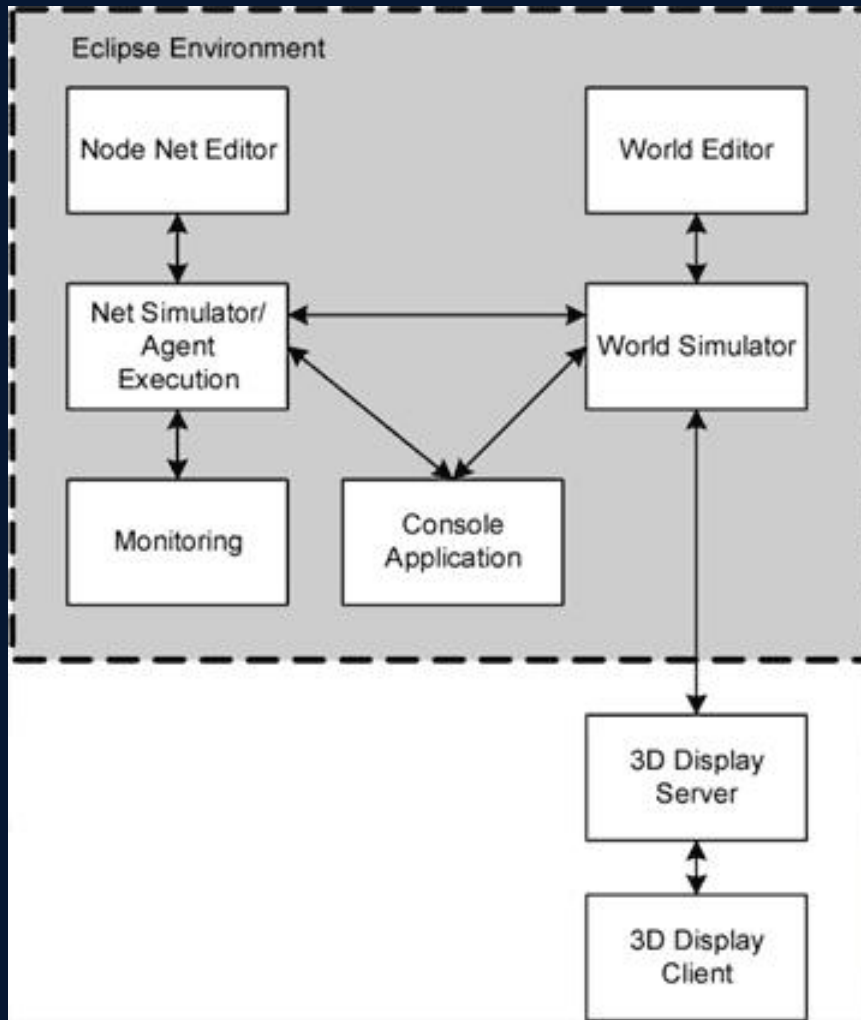 Eclipse Environment
Node Net Editor
World Editor
Net Simulator/
Agent
Execution
World Simulator
Monitoring
Console
Application
3D Display
Server
3D Display
Client